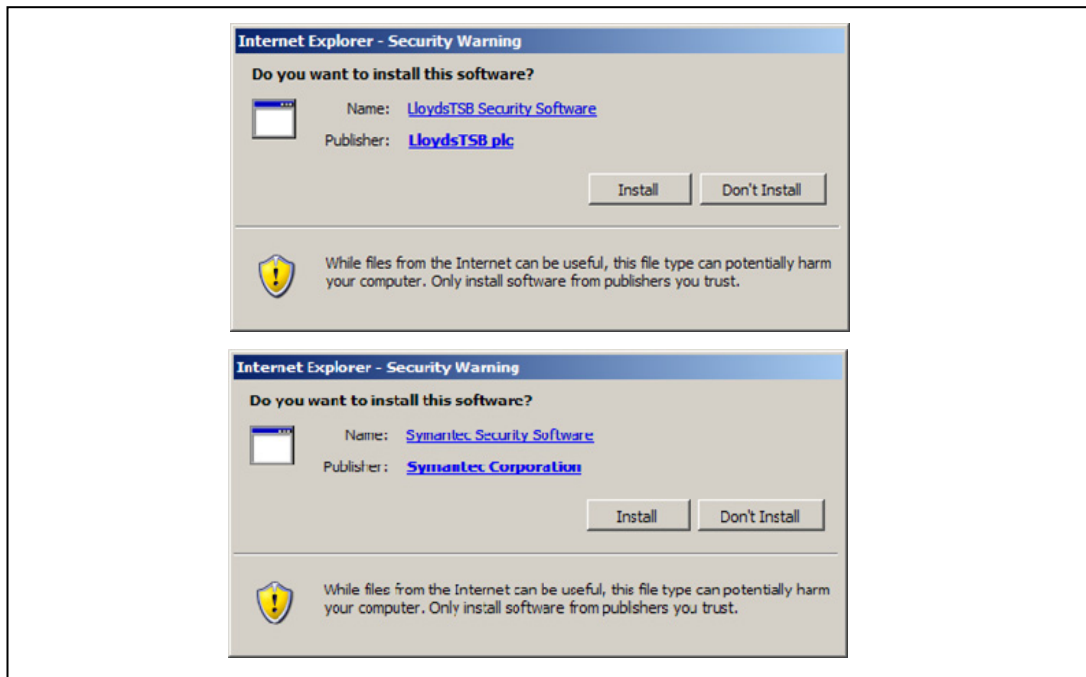 Internet Explorer - Security Warning
Do you want to install this software?
Name: LloydsTSB Security Software
Publisher: LloydsTSB plc
Install Don't Install
While files from the Internet can be useful, this file type can potentially harm
your computer. Only install software from publishers you trust.
Internet Explorer - Security Warning
Do you want to install this software?
Name: Symantec Security Software
Publisher: Symantec Corporation
Install Don't Install
While files from the Internet can be useful, this file type can potentially harm
your computer. Only install software from publishers you trust.